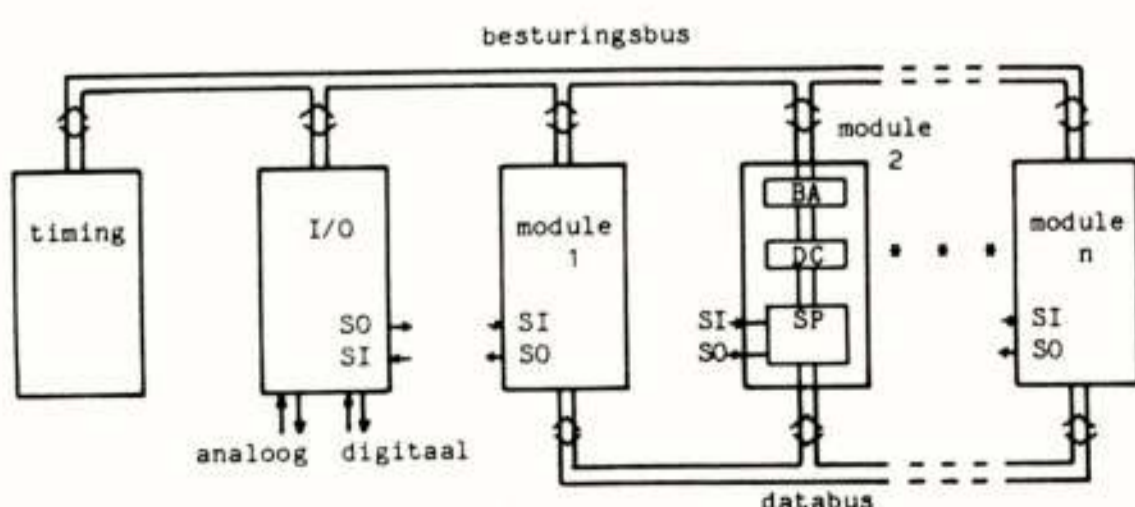 besturingsbus
timing
I/O
SO
SI
analoog digitaal
module
1
SI
SO
module
2
BA
DC
SP
SI
SO
module
n
SI
SO
databus